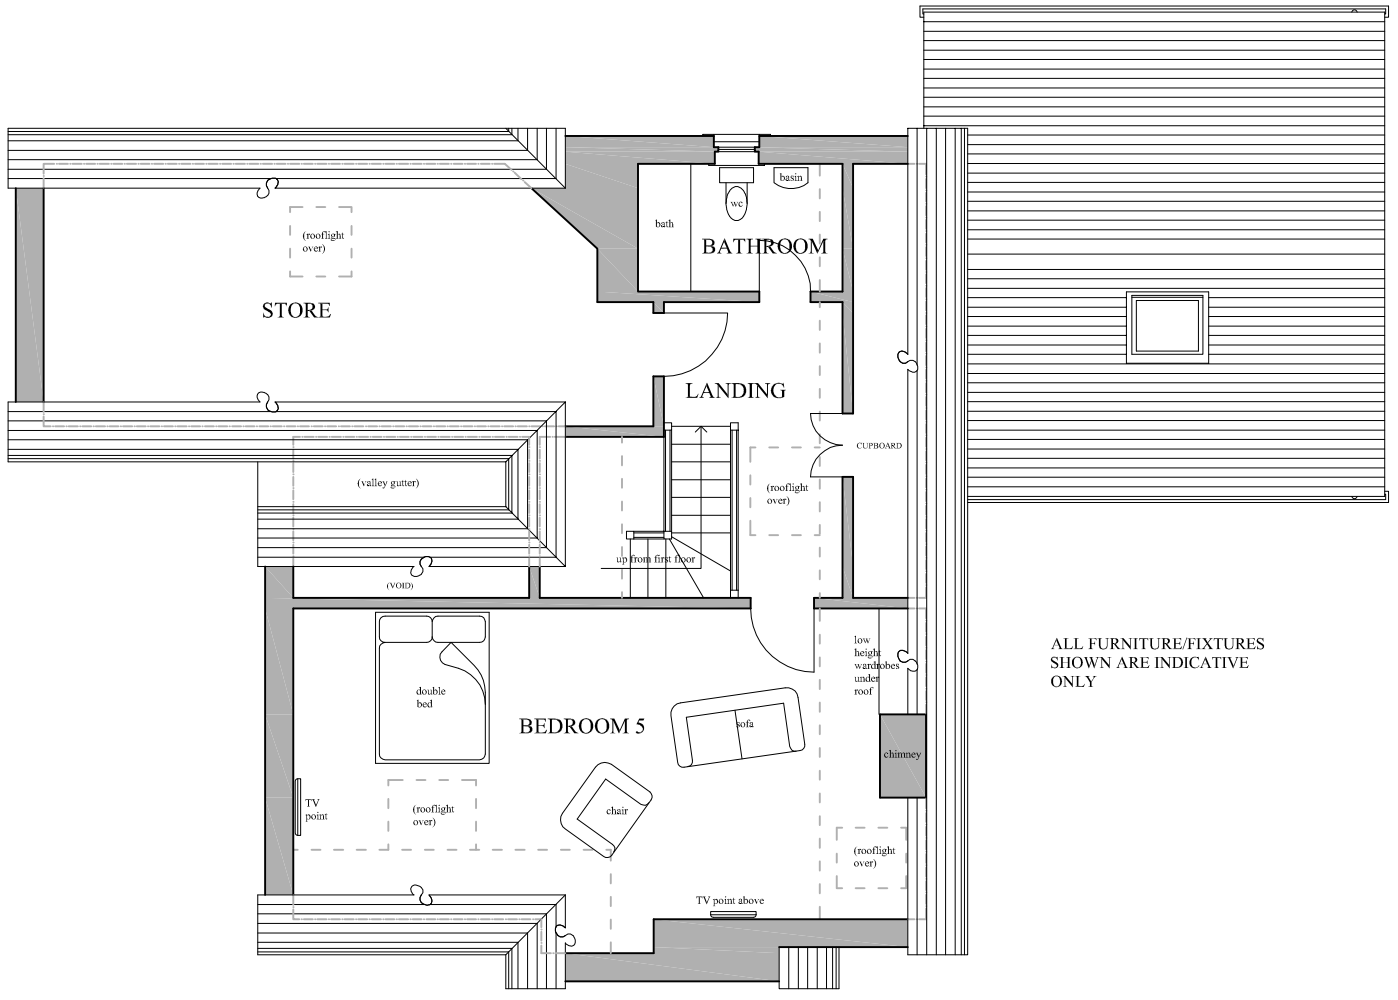 basin
wc
bath
BATHROOM
(rooflight
over)
STORE
LANDING
CUPBOARD
(valley gutter)
(rooflight
over)
up from first floor
(VOID)
low
height
wardrobes
under
roof
ALL FURNITURE/FIXTURES
SHOWN ARE INDICATIVE
ONLY
double
bed
BEDROOM 5
sofa
chimney
TV
point
(rooflight
over)
chair
(rooflight
over)
TV point above